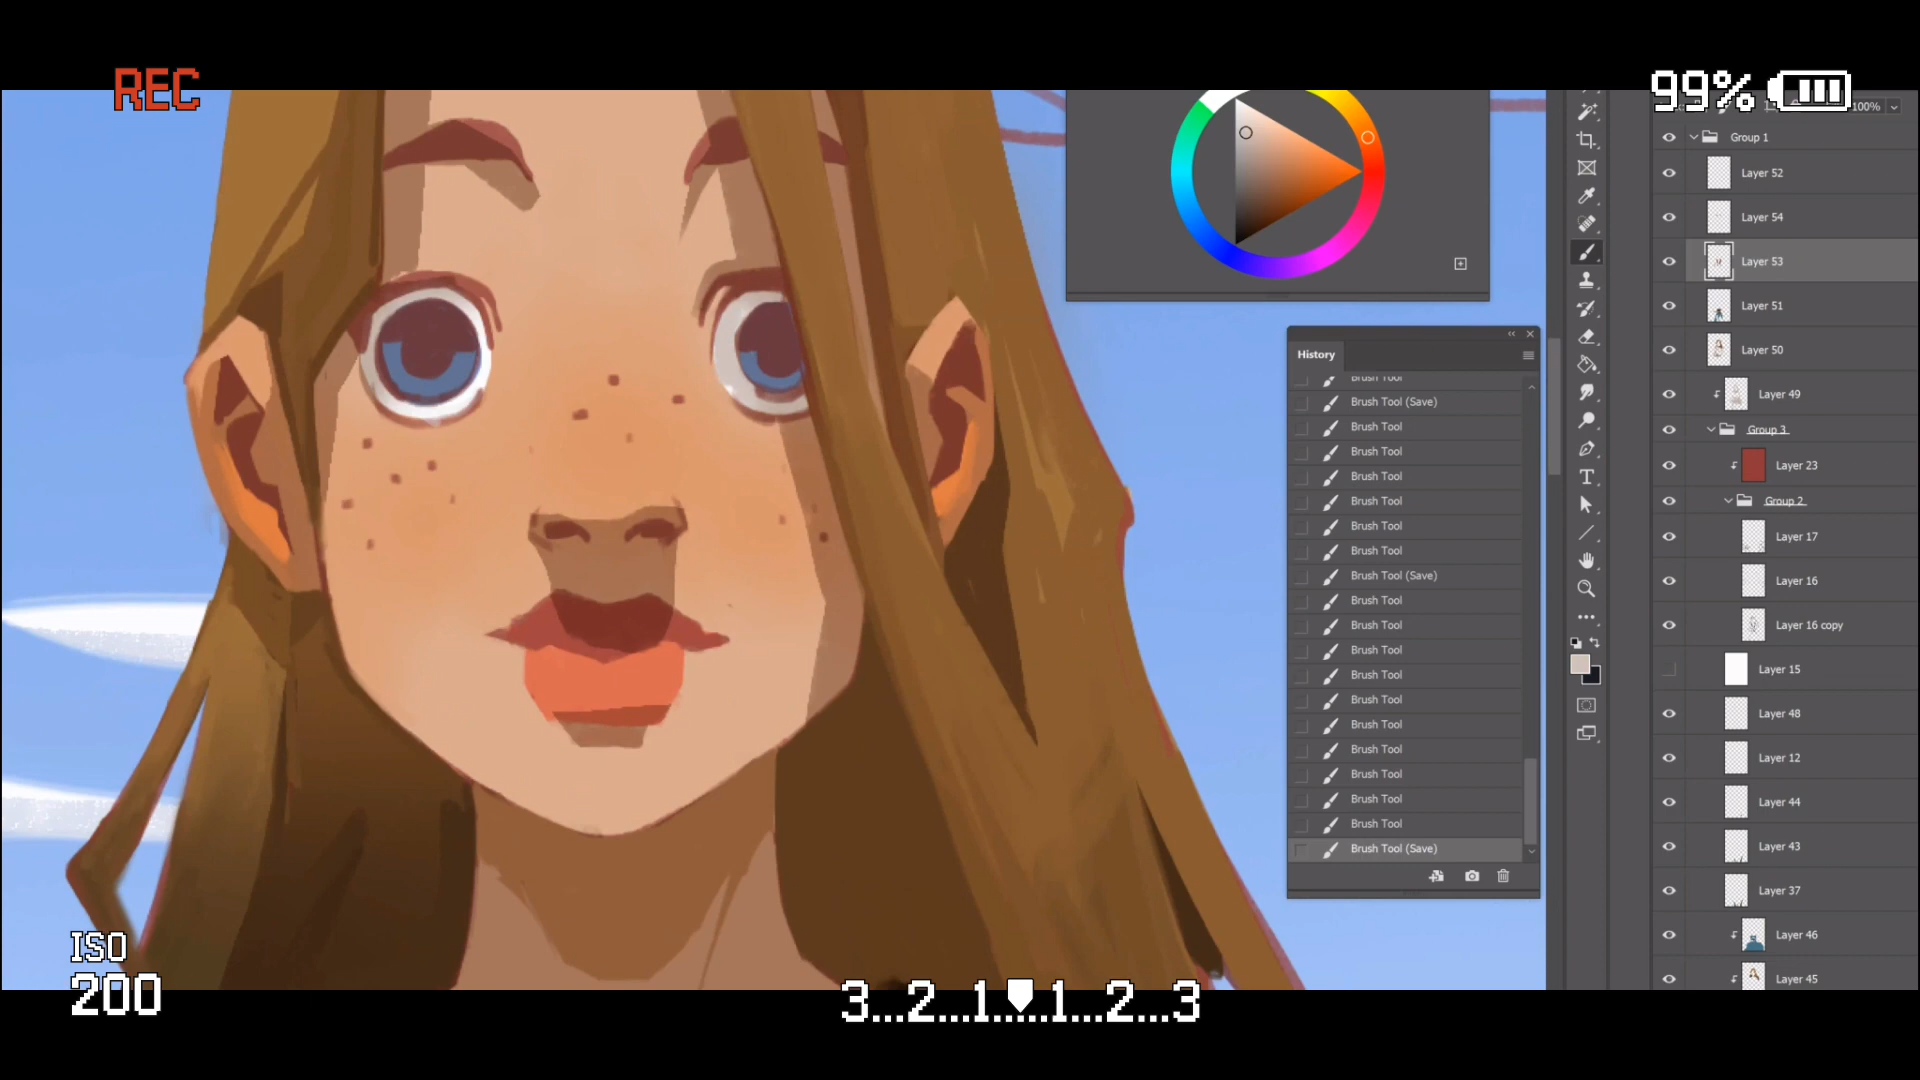 REC
99%
100%
Group 1
Layer 52
Layer 54
Layer 53
Layer 51
Layer 50
Layer 49
Group 3
Layer 23
Group 2
Layer 17
Layer 16
Layer 16 copy
Layer 15
Layer 48
Layer 12
Layer 44
Layer 43
Layer 37
Layer 46
Layer 45
History
Brush Tool
Brush Tool (Save)
Brush Tool
Brush Tool
Brush Tool
Brush Tool
Brush Tool
Brush Tool
Brush Tool (Save)
Brush Tool
Brush Tool
Brush Tool
Brush Tool
Brush Tool
Brush Tool
Brush Tool
Brush Tool
Brush Tool
Brush Tool
Brush Tool (Save)
ISO
200
3...2...1...1...2...3